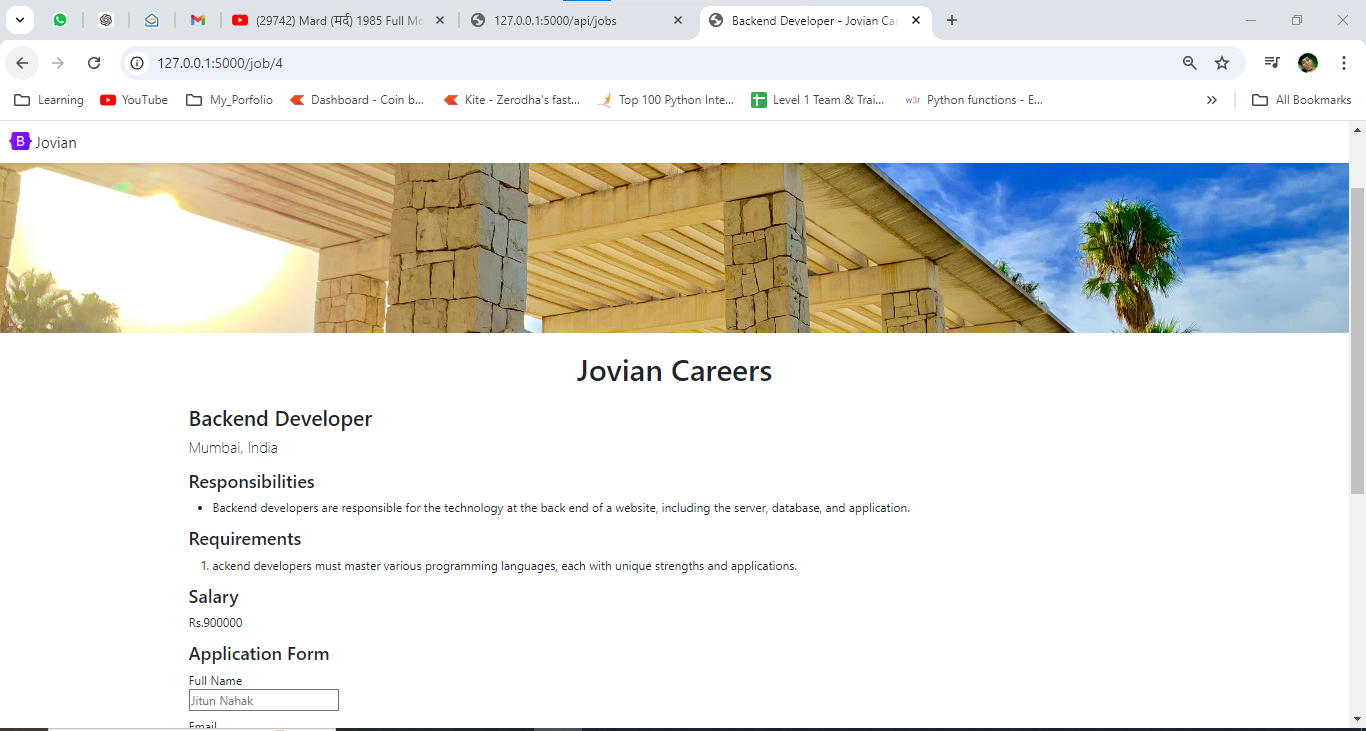 (29742) Mard (मर्द) 1985 Full Mo
127.0.0.1:5000/api/jobs
Backend Developer - Jovian Car
127.0.0.1:5000/job/4
Learning
YouTube
My_Porfolio
Dashboard - Coin b...
Kite - Zerodha's fast...
Top 100 Python Inte...
Level 1 Team & Trai...
w3r Python functions - E...
All Bookmarks
B Jovian
Jovian Careers
Backend Developer
Mumbai, India
Responsibilities
• Backend developers are responsible for the technology at the back end of a website, including the server, database, and application.
Requirements
1. ackend developers must master various programming languages, each with unique strengths and applications.
Salary
Rs.900000
Application Form
Full Name
Jitun Nahak
Email